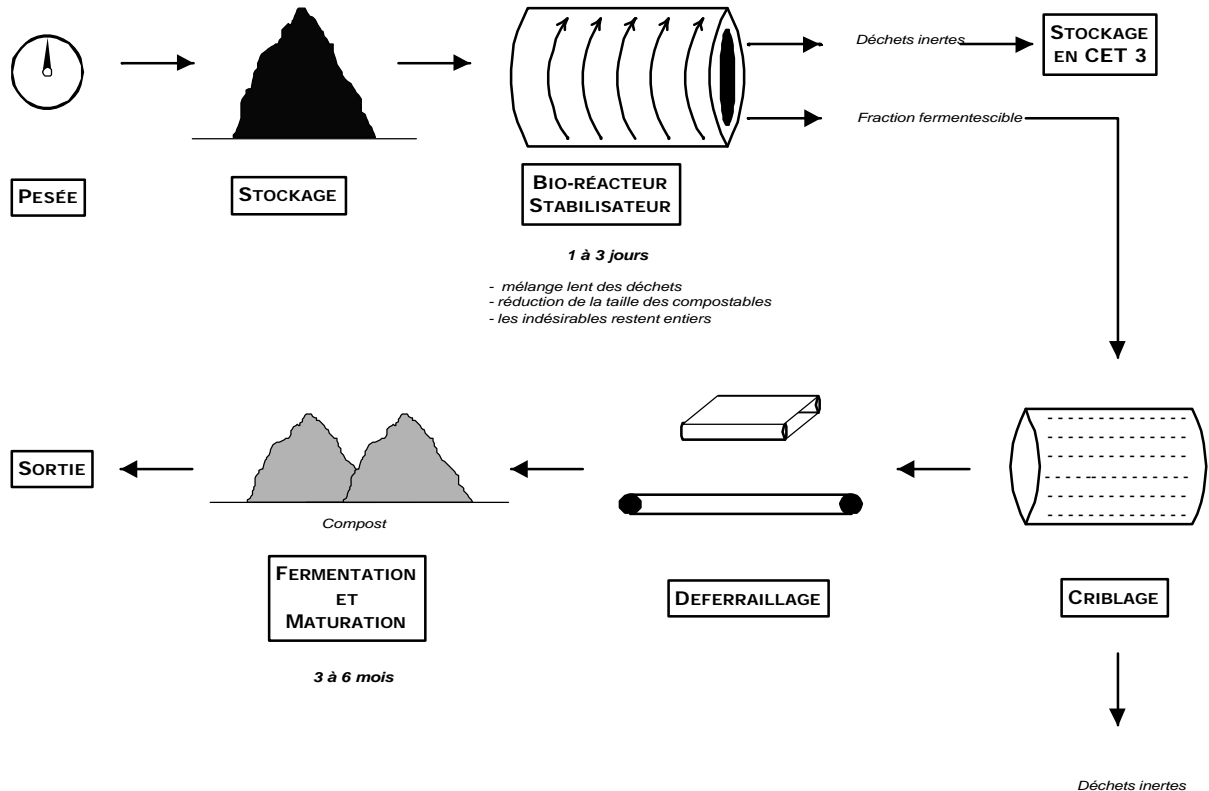 Déchets inertes
STOCKAGE
EN CET 3
Fraction fermentescible
PESÉE
STOCKAGE
BIO-RÉACTEUR
STABILISATEUR
1 à 3 jours
- mélange lent des déchets
- réduction de la taille des compostables
- les indésirables restent entiers
SORTIE
Compost
FERMENTATION
ET
MATURATION
3 à 6 mois
DEFERRAILLAGE
CRIBLAGE
Déchets inertes